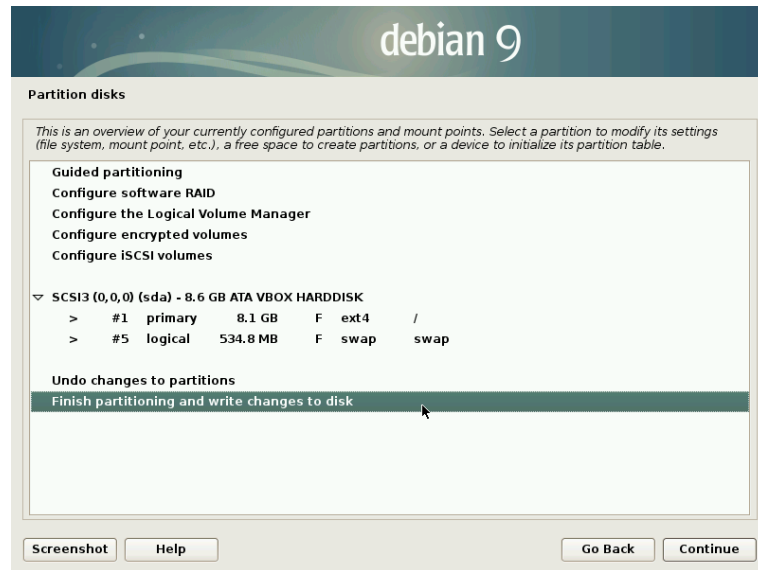 debian 9
Partition disks
This is an overview of your currently configured partitions and mount points. Select a partition to modify its settings
(file system, mount point, etc.), a free space to create partitions, or a device to initialize its partition table.
Guided partitioning
Configure software RAID
Configure the Logical Volume Manager
Configure encrypted volumes
Configure iSCSI volumes
SCSI3 (0,0,0) (sda) - 8.6 GB ATA VBOX HARDDISK
> #1 primary 8.1 GB F ext4 /
> #5 logical 534.8 MB F swap swap
Undo changes to partitions
Finish partitioning and write changes to disk
Screenshot Help Go Back Continue